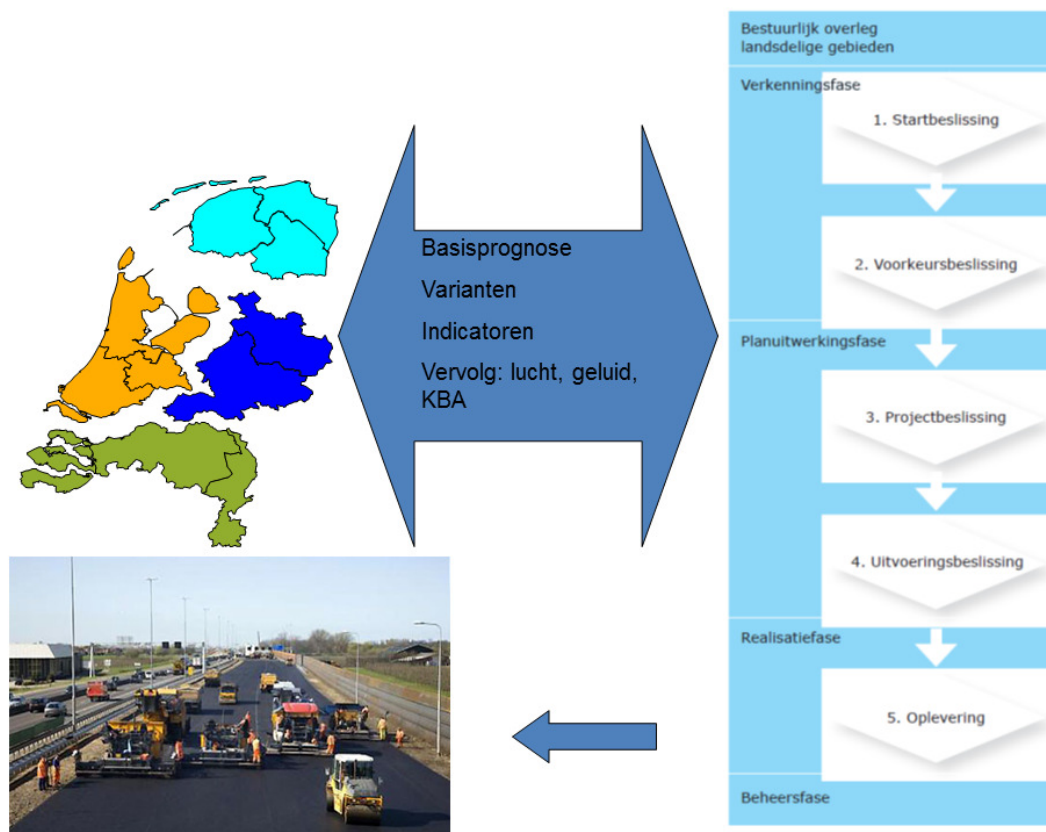 Basisprognose
Varianten
Indicatoren
Vervolg: lucht, geluid,
KBA
Bestuurlijk overleg
landsdelige gebieden
Verkenningsfase
1. Startbeslissing
2. Voorkeursbeslissing
Planuitwerkingsfase
3. Projectbeslissing
4. Uitvoeringsbeslissing
Realisatiefase
5. Oplevering
Beheersfase